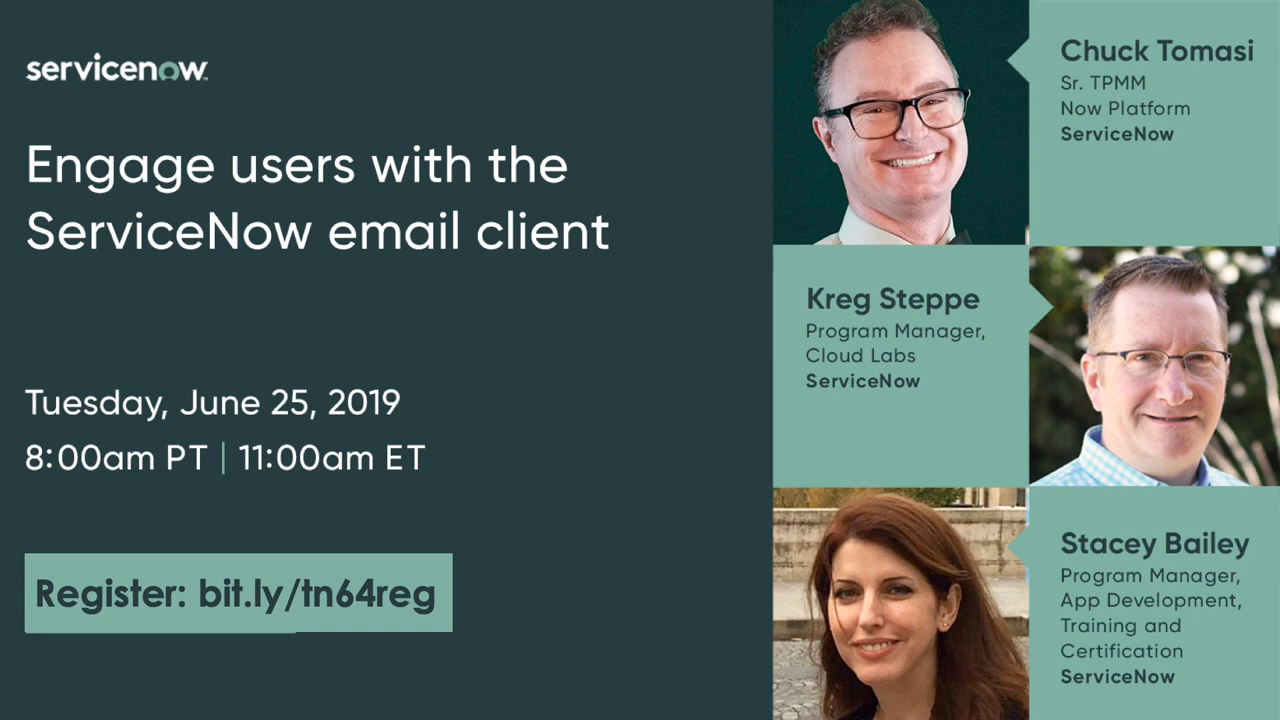 servicenow
Engage users with the
ServiceNow email client
Tuesday, June 25, 2019
8:00am PT | 11:00am ET
Register: bit.ly/tn64reg
Chuck Tomasi
Sr. TPMM
Now Platform
ServiceNow
Kreg Steppe
Program Manager,
Cloud Labs
ServiceNow
Stacey Bailey
Program Manager,
App Development,
Training and
Certification
ServiceNow